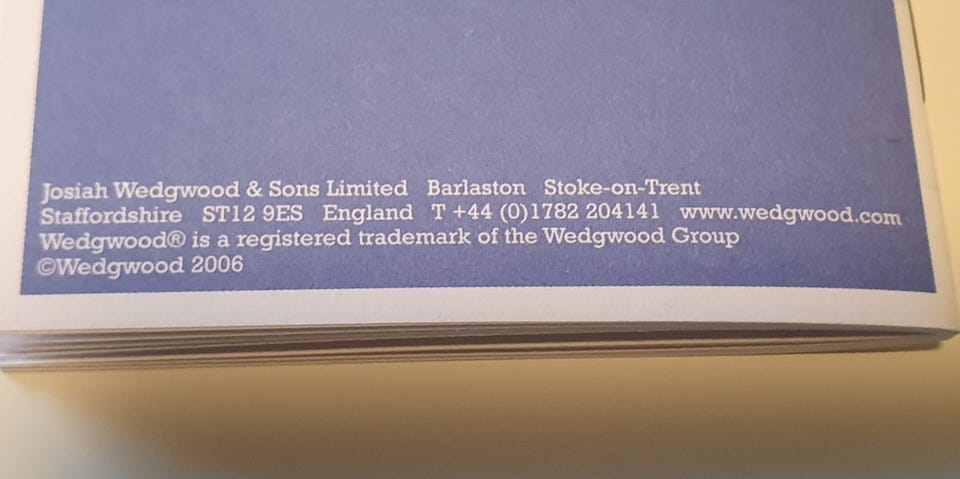 Josiah Wedgwood & Sons Limited Barlaston Stoke-on-Trent
Staffordshire ST12 9ES England T +44 (0)1782 204141 www.wedgwood.com
Wedgwood® is a registered trademark of the Wedgwood Group
©Wedgwood 2006